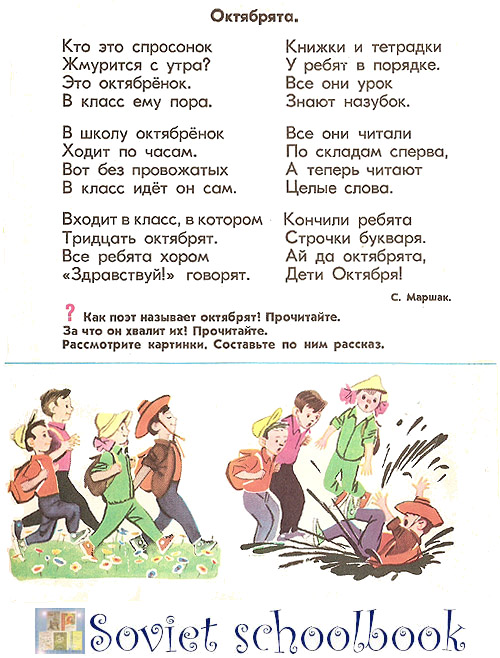 Октябрята.
Кто это спросонок
Жмурится с утра?
Это октябрёнок.
В класс ему пора.
В школу октябрёнок
Ходит по часам.
Вот без провожатых
В класс идёт он сам.
Входит в класс, в котором
Тридцать октябрят.
Все ребята хором
«Здравствуй!» говорят.
Книжки и тетрадки
У ребят в порядке.
Все они урок
Знают назубок.
Все они читали
По складам сперва,
А теперь читают
Целые слова.
Кончили ребята
Строчки букваря.
Ай да октябрята,
Дети Октября!
С. Маршак.
? Как поэт называет октябрят? Прочитайте.
За что он хвалит их? Прочитайте.
Рассмотрите картинки. Составьте по ним рассказ.
Soviet schoolbook